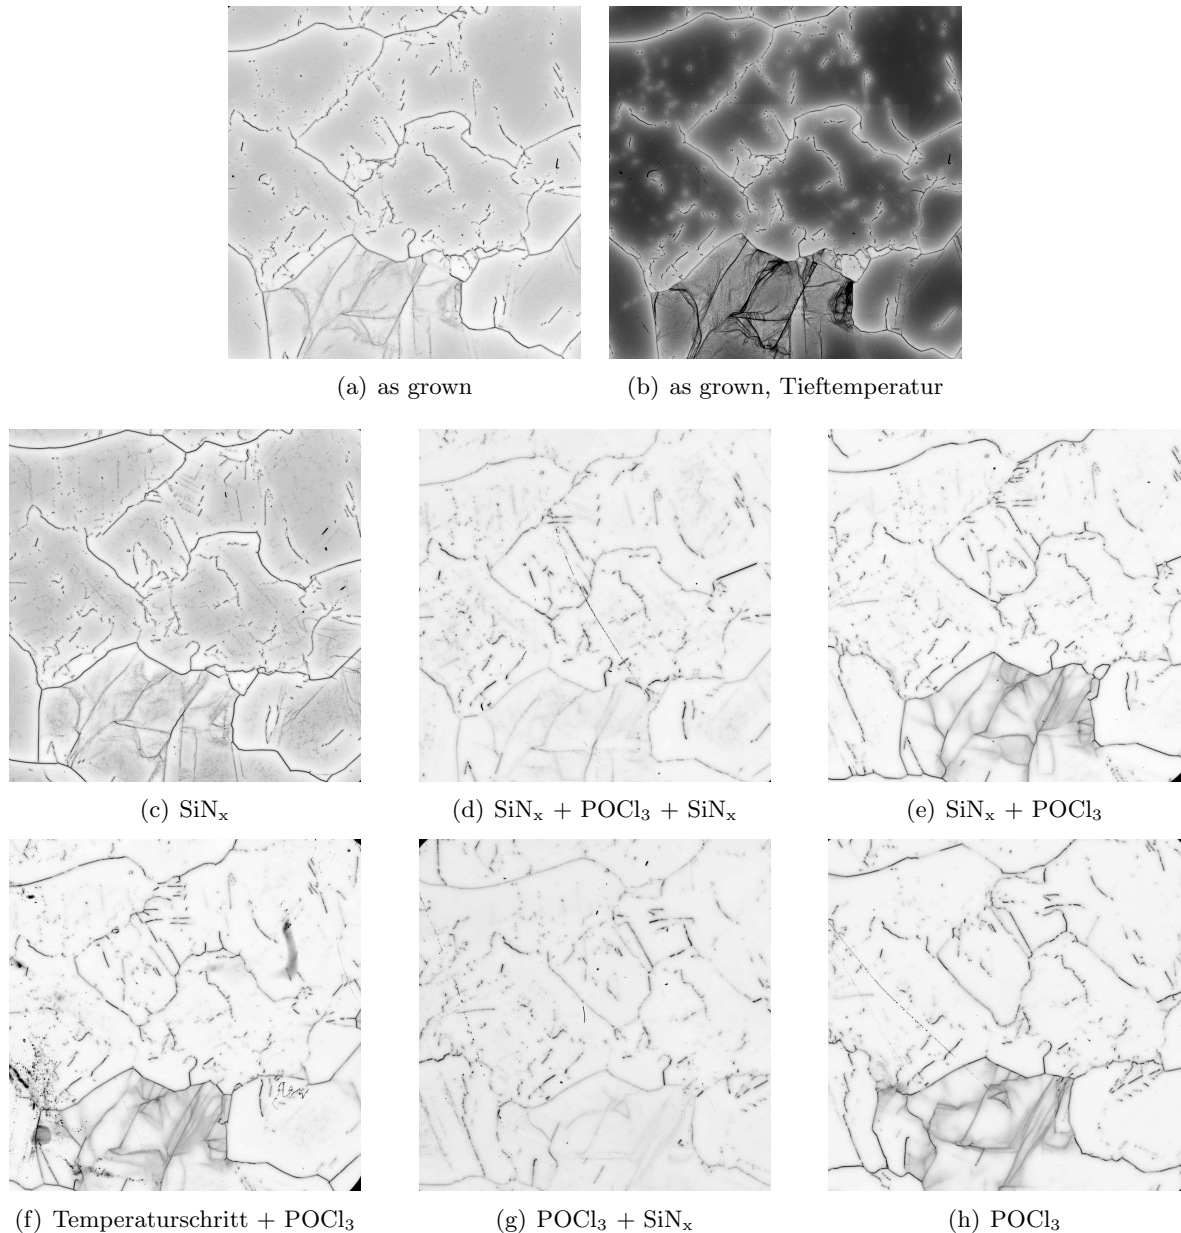 (a) as grown
(b) as grown, Tieftemperatur
(c) SiNₓ
(d) SiNₓ + POCl₃ + SiNₓ
(e) SiNₓ + POCl₃
(f) Temperaturschritt + POCl₃
(g) POCl₃ + SiNₓ
(h) POCl₃